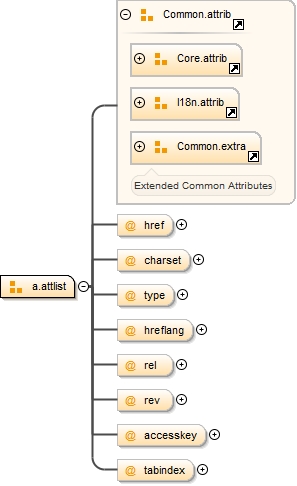 Common.attrib
Core.attrib
I18n.attrib
Common.extra
Extended Common Attributes
@ href
@ charset
@ type
a.attlist
@ hreflang
@ rel
@ rev
@ accesskey
@ tabindex